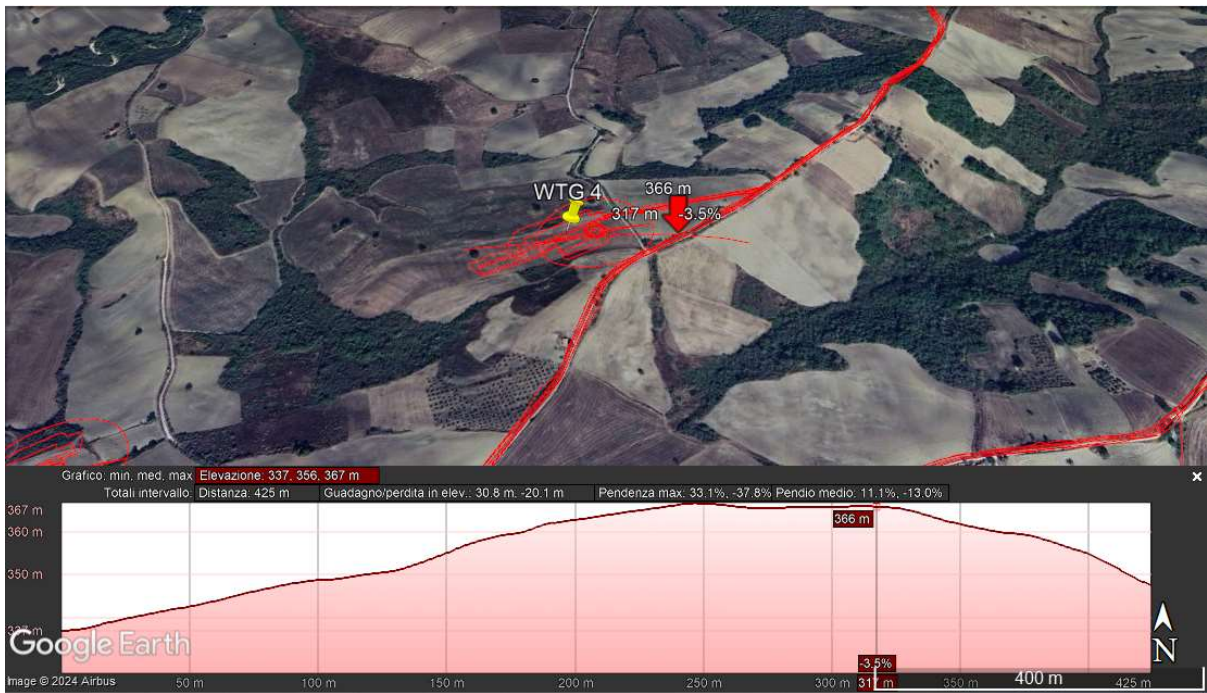 WTG 4
366 m
317 m -3.5%
Grafico: min. med. max Elevazione: 337, 356, 367 m
Totali intervallo: Distanza: 425 m Guadagno/perdita in elev.: 30.8 m. -20.1 m Pendenza max: 33.1%, -37.8% Pendio medio: 11.1%, -13.0%
367 m
366 m
360 m
350 m
337 m
Google Earth
N
-3.5%
400 m
Image © 2024 Airbus
50 m 100 m 150 m 200 m 250 m 300 m 317 m 350 m 425 m